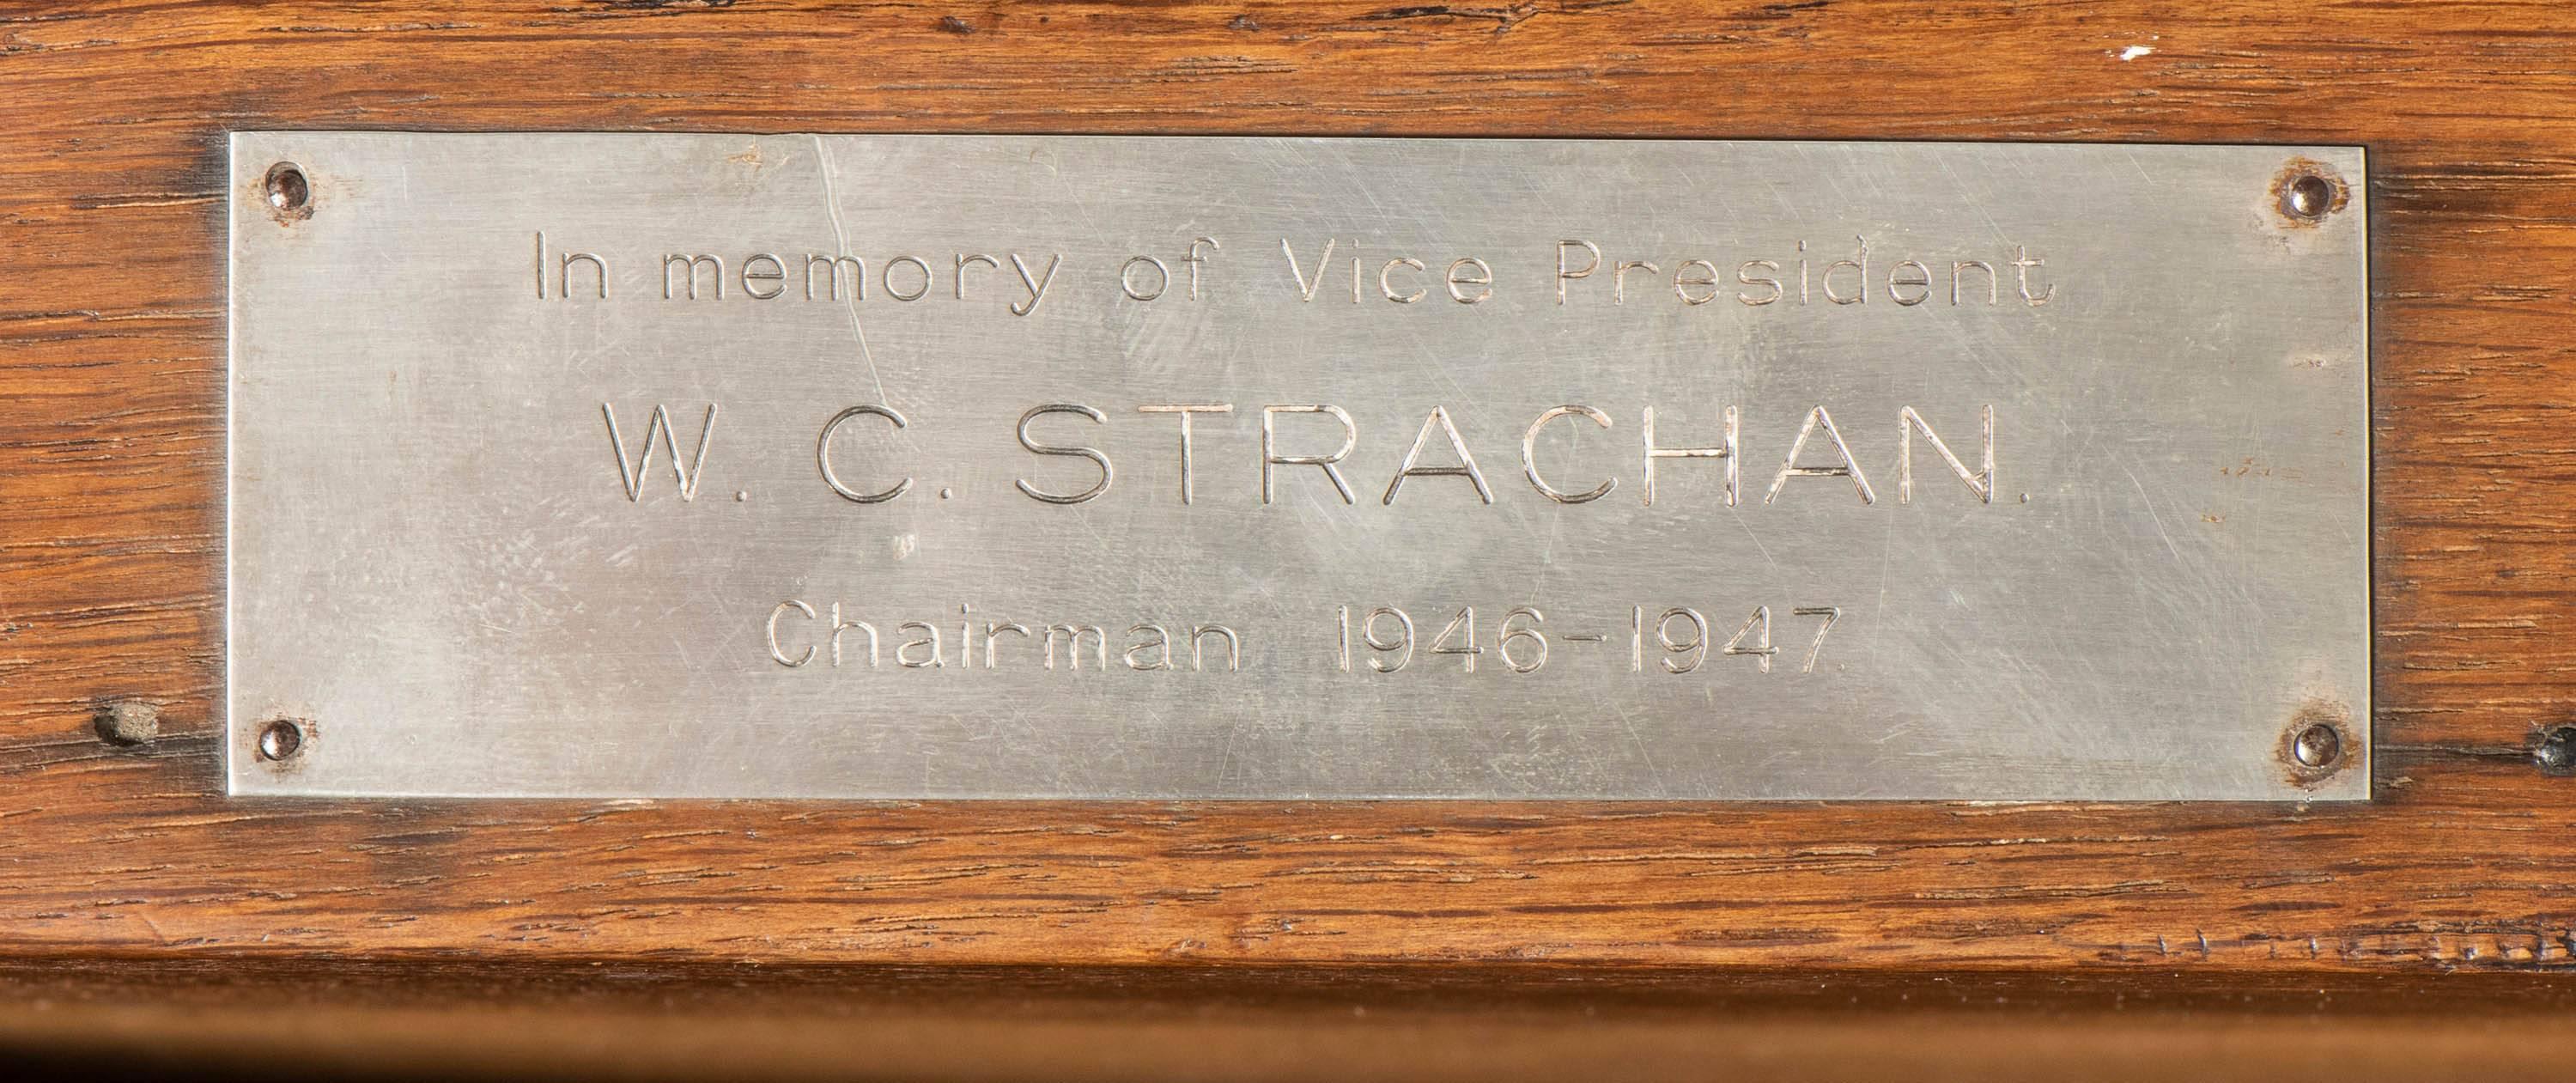 In memory of Vice President
W. C. STRACHAN.
Chairman 1946-1947.